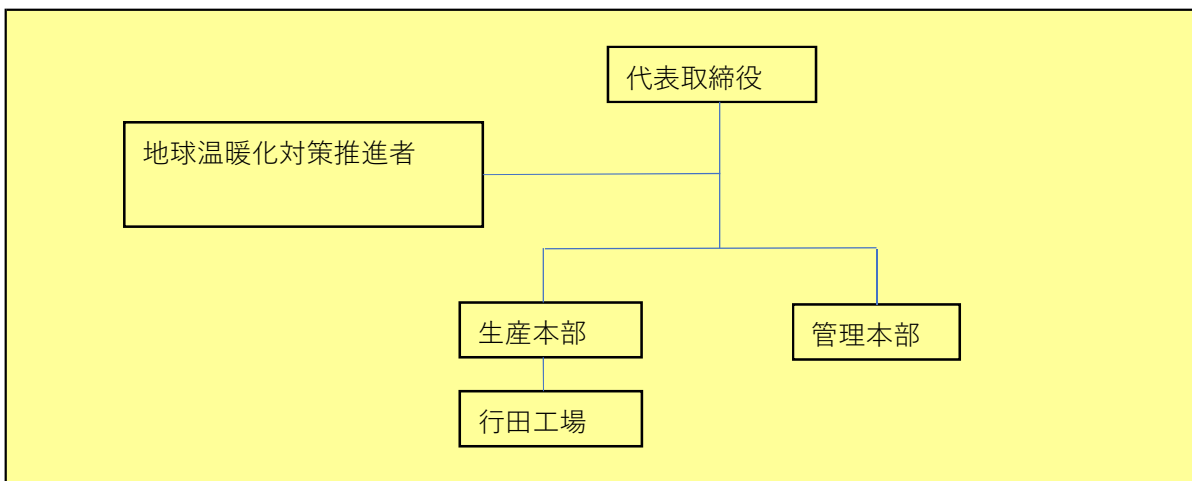 代表取締役
地球温暖化対策推進者
生産本部
管理本部
行田工場